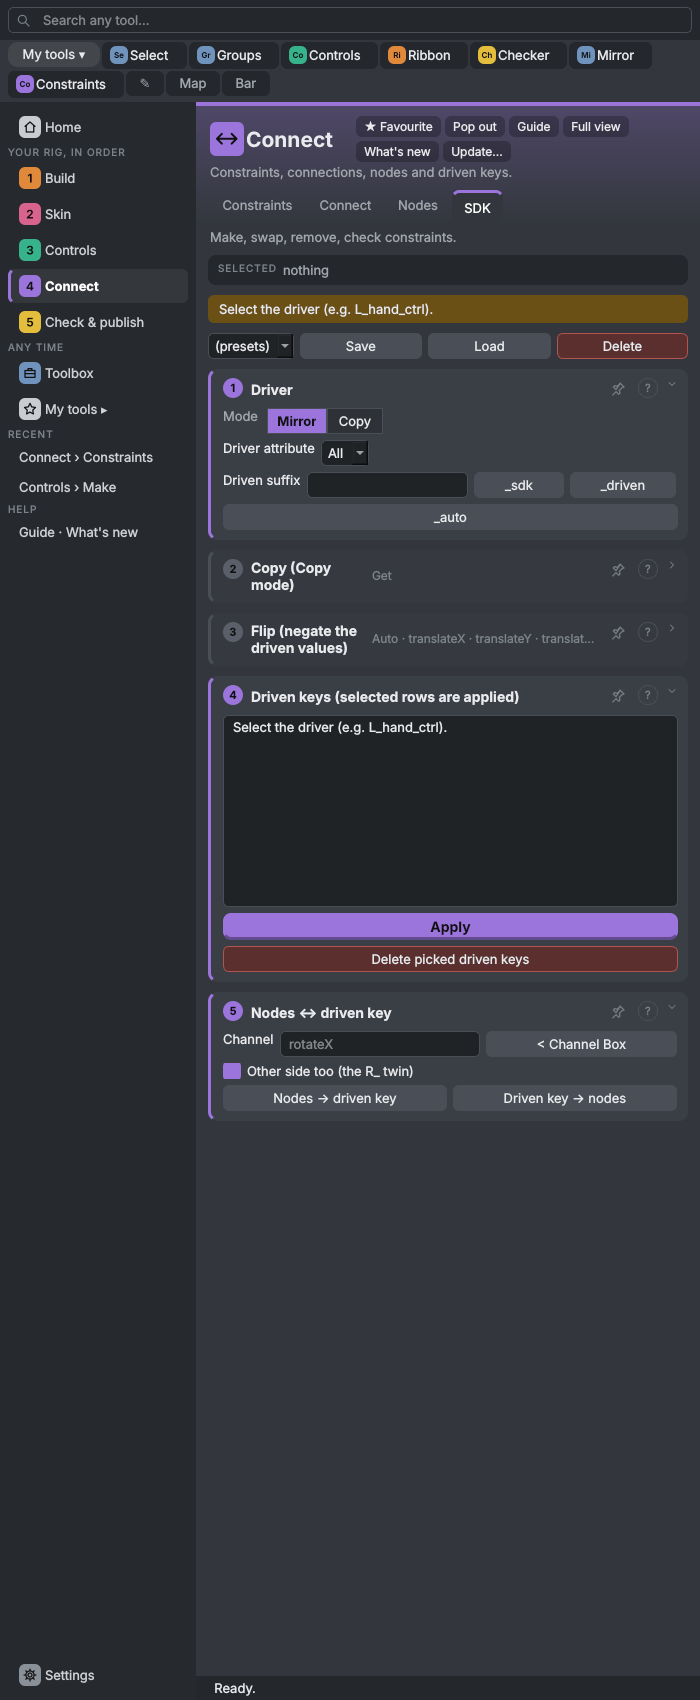 Search any tool...
My tools ▾
Se Select
Gr Groups
Co Controls
Ri Ribbon
Ch Checker
Mi Mirror
Co Constraints
✎
Map
Bar
Home
YOUR RIG, IN ORDER
1 Build
2 Skin
3 Controls
4 Connect
5 Check & publish
ANY TIME
Toolbox
My tools ▸
RECENT
Connect › Constraints
Controls › Make
HELP
Guide · What's new
Settings
Connect
★ Favourite
Pop out
Guide
Full view
What's new
Update...
Constraints, connections, nodes and driven keys.
Constraints
Connect
Nodes
SDK
Make, swap, remove, check constraints.
SELECTED nothing
Select the driver (e.g. L_hand_ctrl).
(presets)
Save
Load
Delete
1 Driver
?
Mode
Mirror
Copy
Driver attribute
All
Driven suffix
_sdk
_driven
_auto
2 Copy (Copy mode)
Get
?
3 Flip (negate the driven values)
Auto · translateX · translateY · translat...
?
4 Driven keys (selected rows are applied)
?
Select the driver (e.g. L_hand_ctrl).
Apply
Delete picked driven keys
5 Nodes ↔ driven key
?
Channel
rotateX
< Channel Box
Other side too (the R_ twin)
Nodes → driven key
Driven key → nodes
Ready.